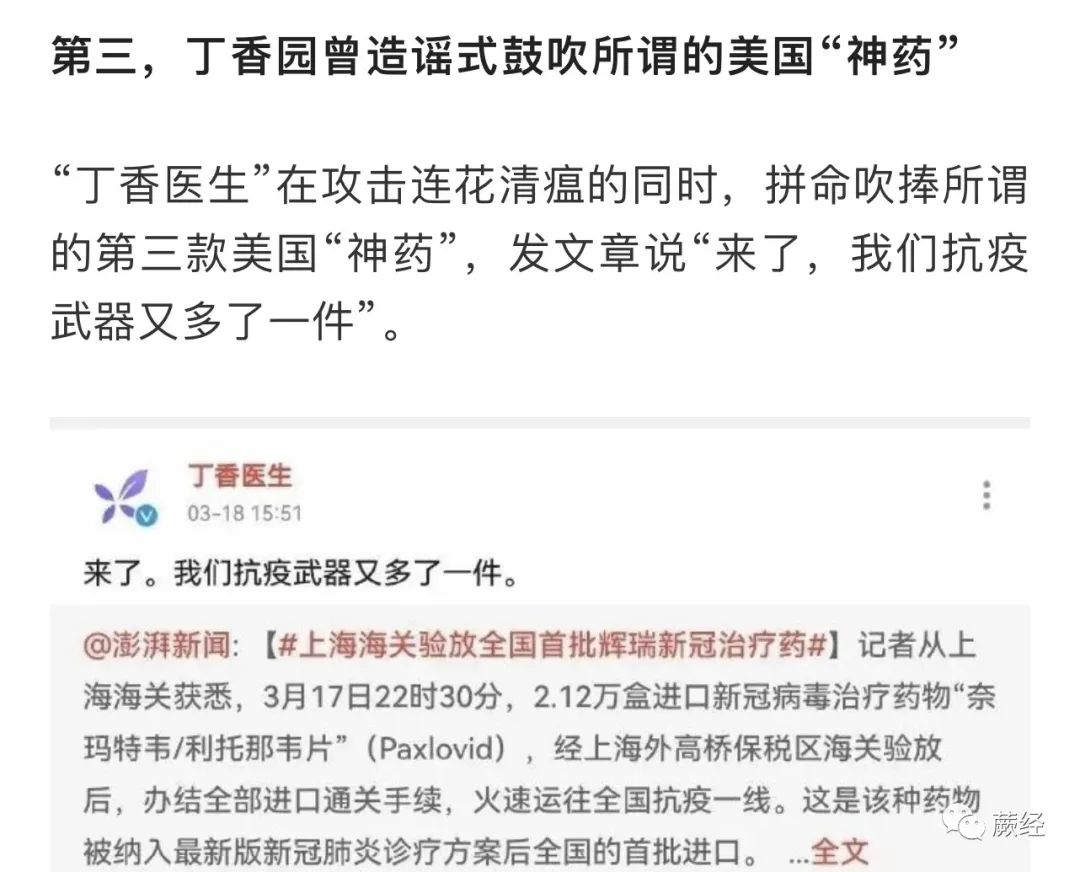 第三，丁香园曾造谣式鼓吹所谓的美国“神药”
“丁香医生”在攻击连花清瘟的同时，拼命吹捧所谓
的第三款美国“神药”，发文章说“来了，我们抗疫
武器又多了一件”。
丁香医生
03-18 15:51
来了。我们抗疫武器又多了一件。
@澎湃新闻:【#上海海关验放全国首批辉瑞新冠治疗药#】记者从上
海海关获悉，3月17日22时30分，2.12万盒进口新冠病毒治疗药物“奈
玛特韦/利托那韦片”（Paxlovid），经上海外高桥保税区海关验放
后，办结全部进口通关手续，火速运往全国抗疫一线。这是该种药物
被纳入最新版新冠肺炎诊疗方案后全国的首批进口。 ...全文
蕨经